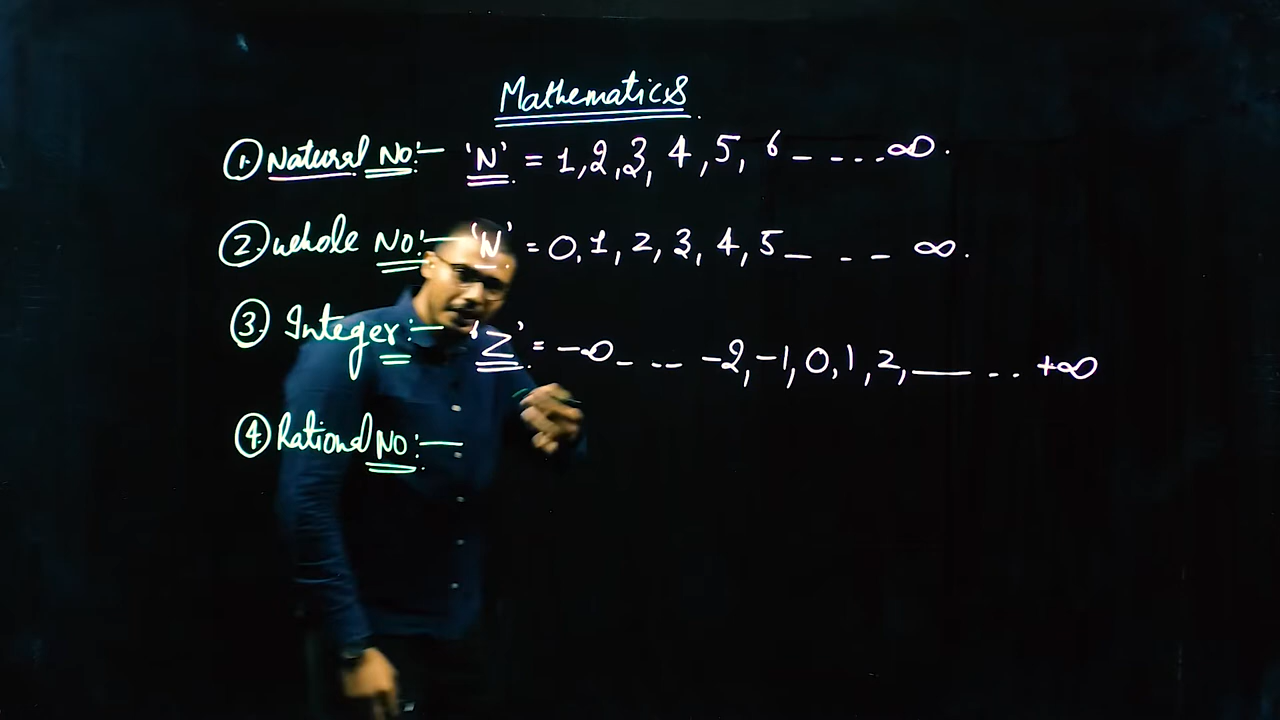 Mathematics
1. Natural No:- 'N' = 1,2,3, 4,5, 6 - - - . . . ∞.
2. whole No:- 'N' = 0,1, 2, 3, 4, 5 - - - ∞.
3. Integer:- 'Z' = -∞ - - - -2,-1,0,1,2, — - . . +∞
4. Rational No:-